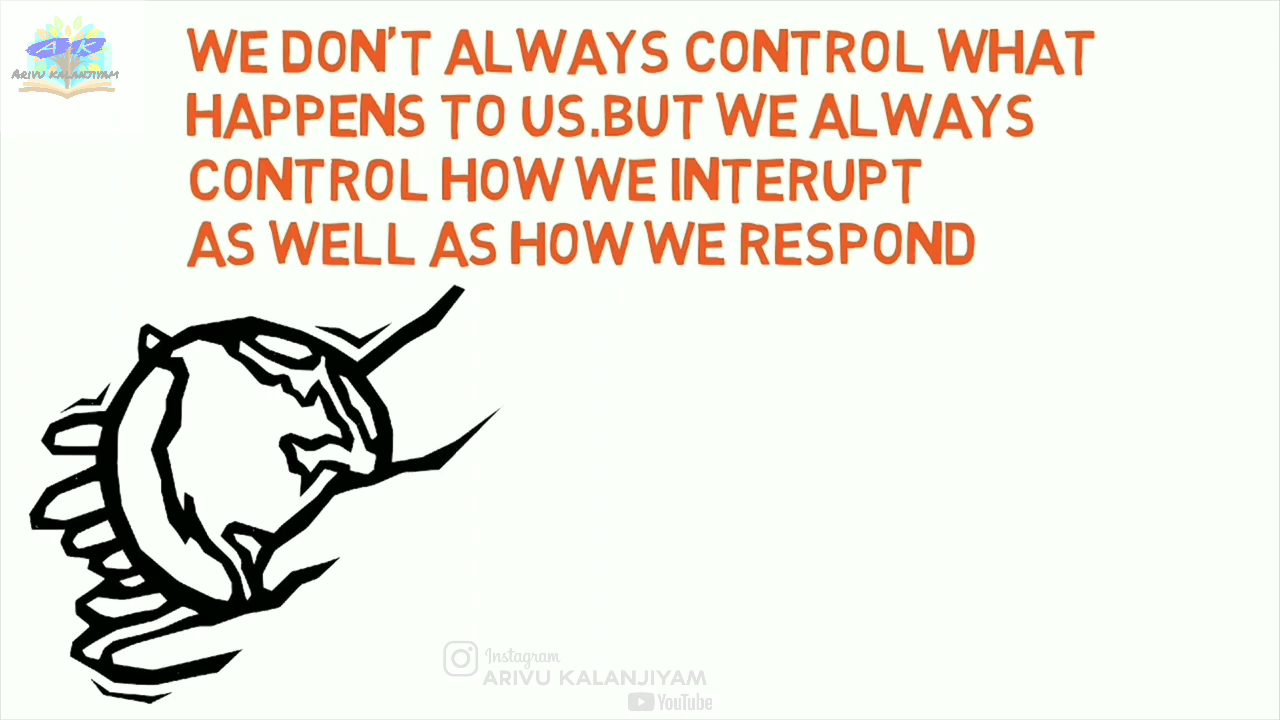 AK
ARIVU KALANJIYAM
WE DON'T ALWAYS CONTROL WHAT
HAPPENS TO US.BUT WE ALWAYS
CONTROL HOW WE INTERUPT
AS WELL AS HOW WE RESPOND
Instagram
ARIVU KALANJIYAM
YouTube